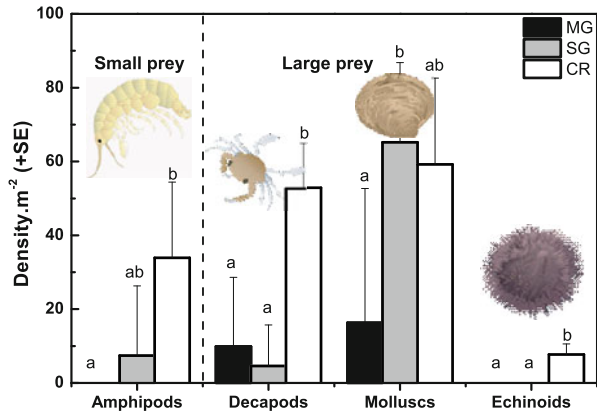 100
80
60
40
20
0
Density.m⁻² (+SE)
Small prey
Large prey
MG
SG
CR
a
ab
b
a
a
b
a
b
ab
a
a
b
Amphipods
Decapods
Molluscs
Echinoids